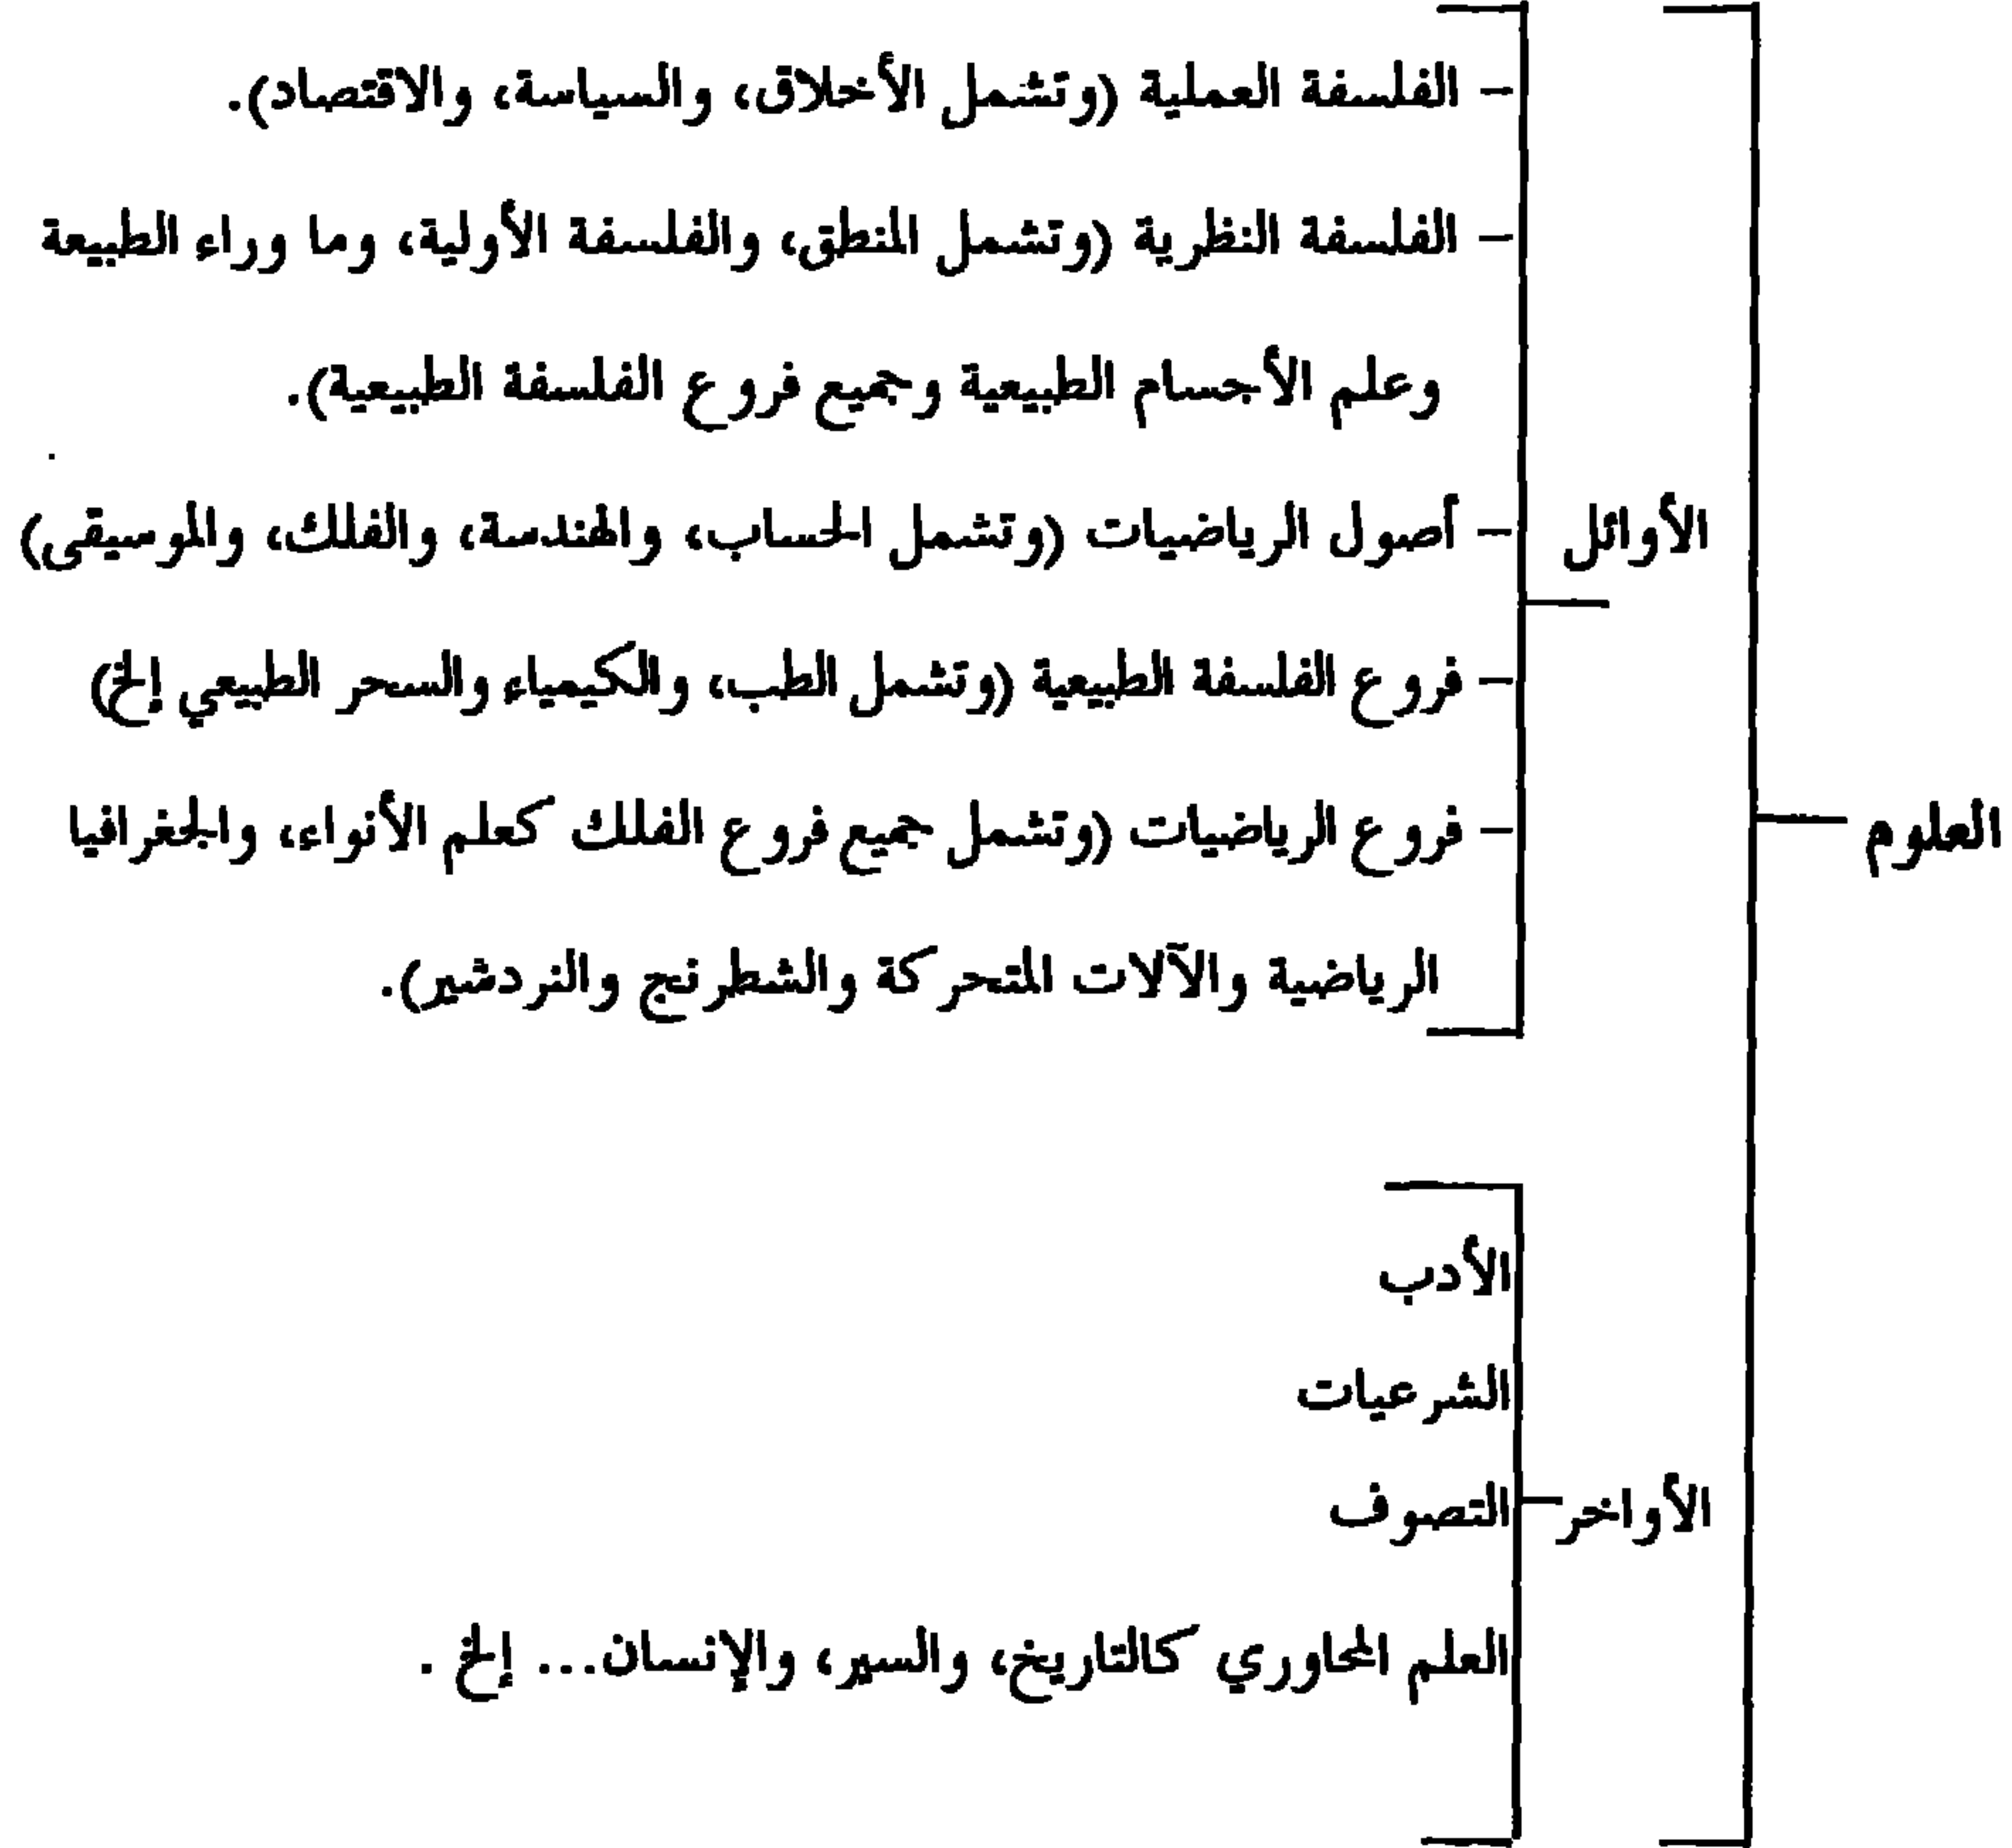 العلوم
الأوائل
– الفلسفة العملية (وتشمل الأخلاق، والسياسة، والاقتصاد).
– الفلسفة النظرية (وتشمل المنطق، والفلسفة الأولية، وما وراء الطبيعة
وعلم الأجسام الطبيعية وجميع فروع الفلسفة الطبيعية).
– أصول الرياضيات (وتشمل الحساب، والهندسة، والفلك، والموسيقى)
– فروع الفلسفة الطبيعية (وتشمل الطب، والكيمياء والسحر الطبيعي إلخ)
– فروع الرياضيات (وتشمل جميع فروع الفلك كعلم الأنواء، والجغرافيا
الرياضية والآلات المتحركة والشطرنج والنردشير).
الأواخر
الأدب
الشرعيات
التصوف
العلم المحاوري كالتاريخ، والسير، والإنسان... إلخ .